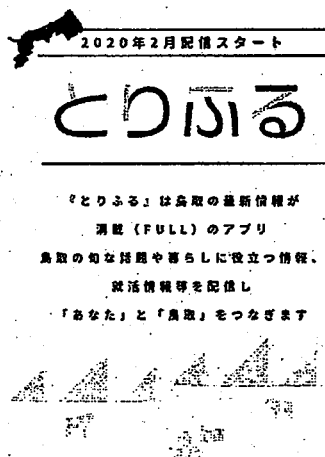 2020年2月配信スタート
とりふる
『とりふる』は鳥取の最新情報が
満載（FULL）のアプリ
鳥取の旬な話題や暮らしに役立つ情報、
就活情報等を配信し
「あなた」と「鳥取」をつなぎます